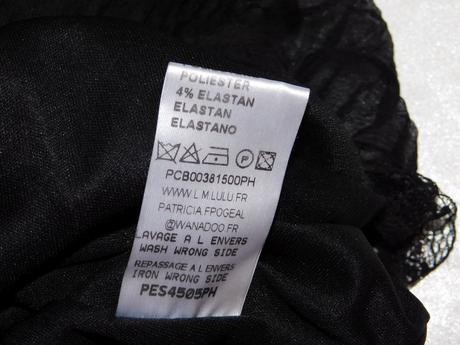 POLIESTER
4% ELASTAN
ELASTAN
ELASTANO
P
PCB00381500PH
WWW.L.M.LULU.FR
PATRICIA.FPOGEAL
@WANADOO.FR
LAVAGE A L ENVERS
WASH WRONG SIDE
REPASSAGE A L ENVERS
IRON WRONG SIDE
PES4505PH